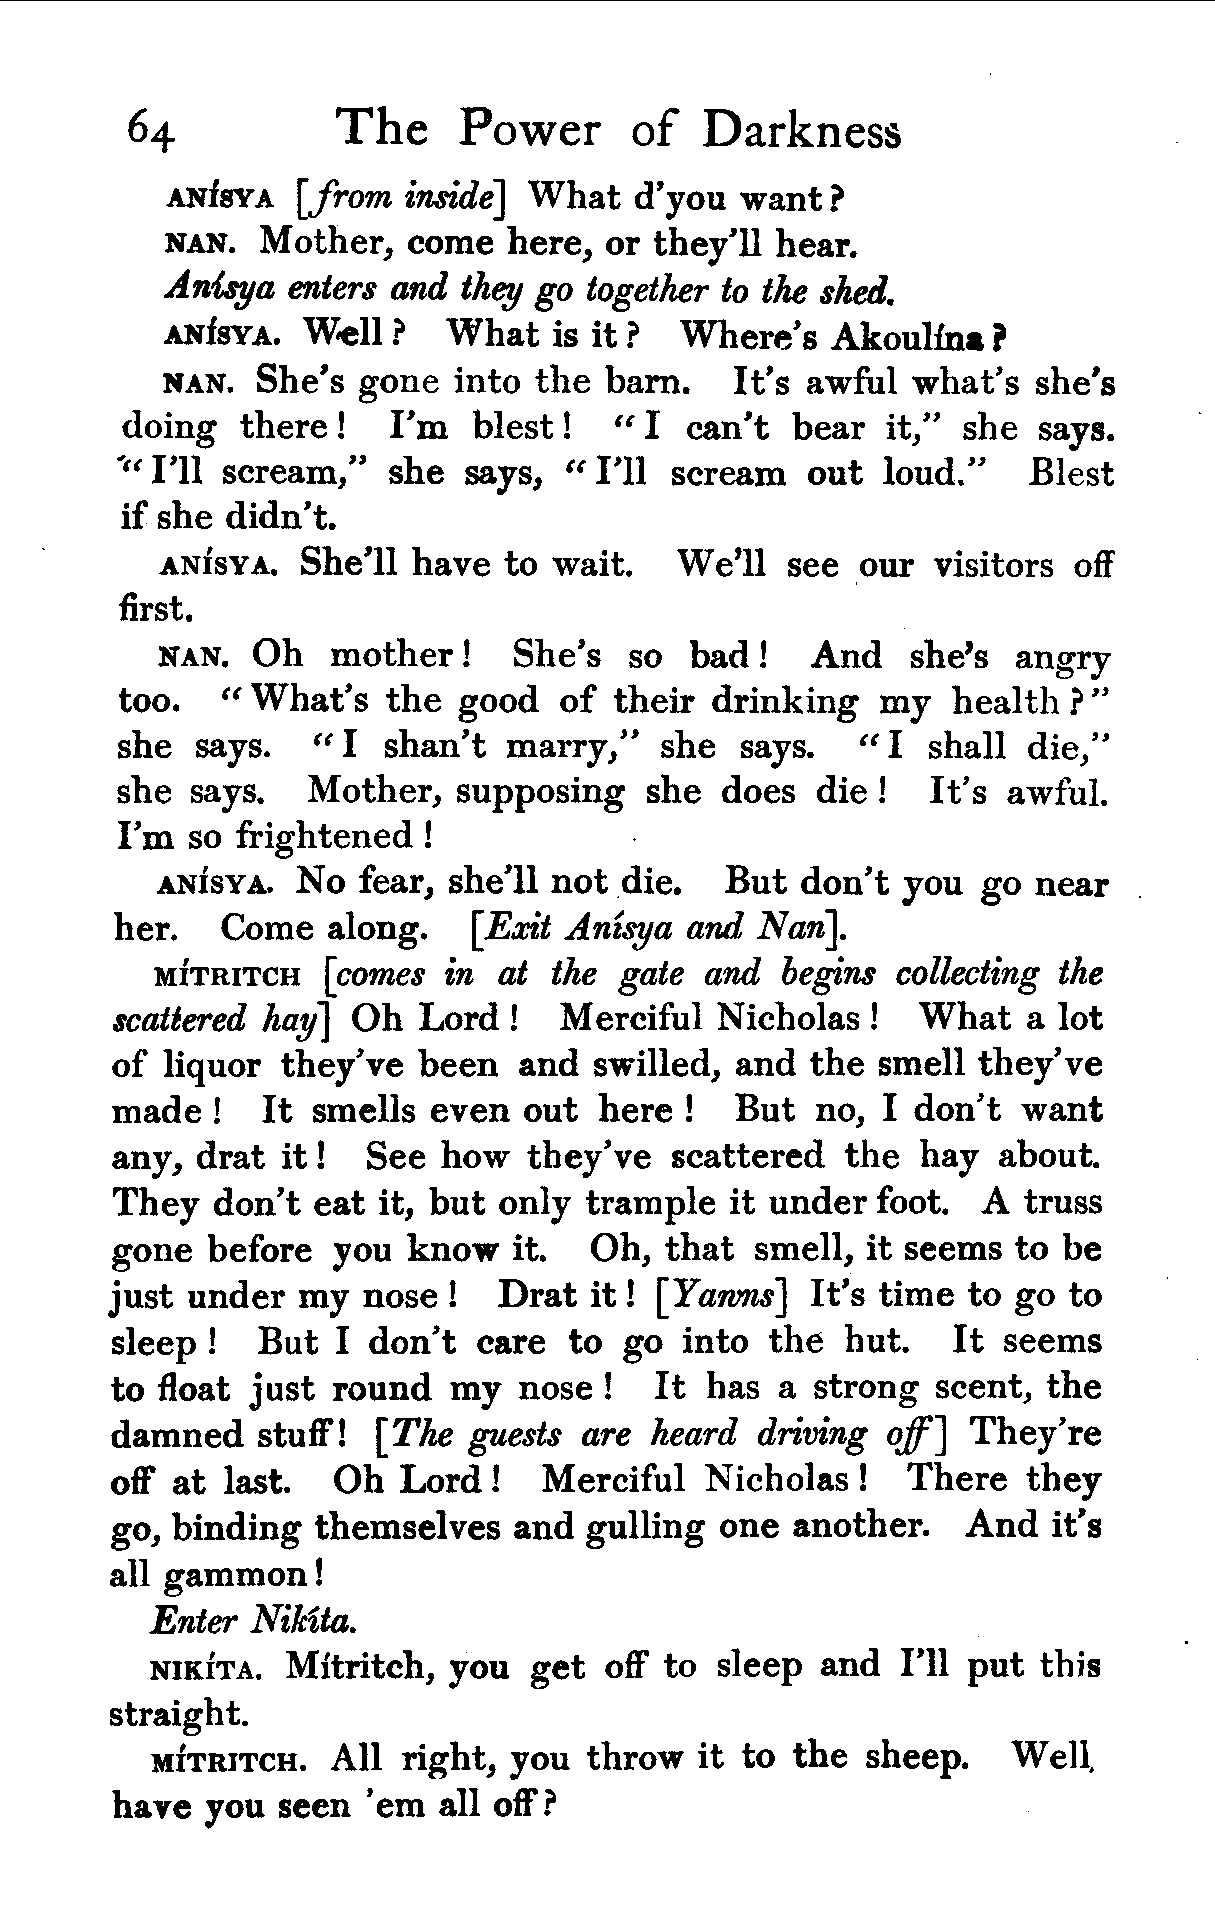 64 The Power of Darkness
ANÍSYA [from inside] What d'you want?
NAN. Mother, come here, or they'll hear.
Anísya enters and they go together to the shed.
ANÍSYA. Well? What is it? Where's Akoulína?
NAN. She's gone into the barn. It's awful what's she's
doing there! I'm blest! "I can't bear it," she says.
"I'll scream," she says, "I'll scream out loud." Blest
if she didn't.
ANÍSYA. She'll have to wait. We'll see our visitors off
first.
NAN. Oh mother! She's so bad! And she's angry
too. "What's the good of their drinking my health?"
she says. "I shan't marry," she says. "I shall die,"
she says. Mother, supposing she does die! It's awful.
I'm so frightened!
ANÍSYA. No fear, she'll not die. But don't you go near
her. Come along. [Exit Anísya and Nan].
MÍTRITCH [comes in at the gate and begins collecting the
scattered hay] Oh Lord! Merciful Nicholas! What a lot
of liquor they've been and swilled, and the smell they've
made! It smells even out here! But no, I don't want
any, drat it! See how they've scattered the hay about.
They don't eat it, but only trample it under foot. A truss
gone before you know it. Oh, that smell, it seems to be
just under my nose! Drat it! [Yawns] It's time to go to
sleep! But I don't care to go into the hut. It seems
to float just round my nose! It has a strong scent, the
damned stuff! [The guests are heard driving off] They're
off at last. Oh Lord! Merciful Nicholas! There they
go, binding themselves and gulling one another. And it's
all gammon!
Enter Nikíta.
NIKÍTA. Mítritch, you get off to sleep and I'll put this
straight.
MÍTRITCH. All right, you throw it to the sheep. Well,
have you seen 'em all off?